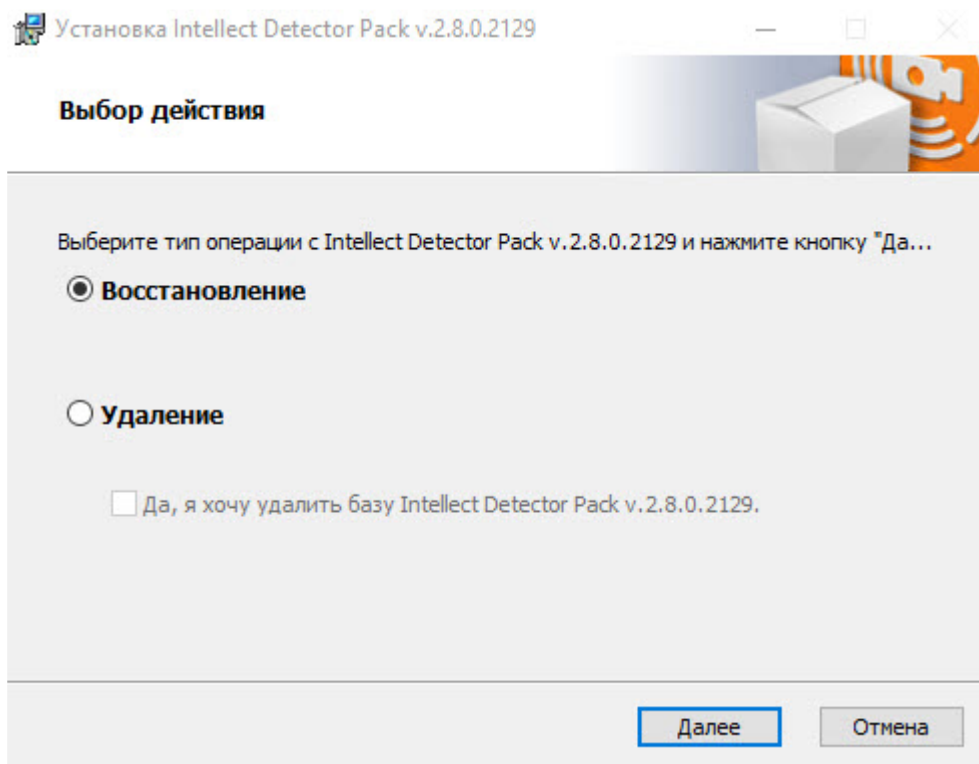 Установка Intellect Detector Pack v.2.8.0.2129
Выбор действия
Выберите тип операции с Intellect Detector Pack v.2.8.0.2129 и нажмите кнопку "Да...
Восстановление
Удаление
Да, я хочу удалить базу Intellect Detector Pack v.2.8.0.2129.
Далее
Отмена